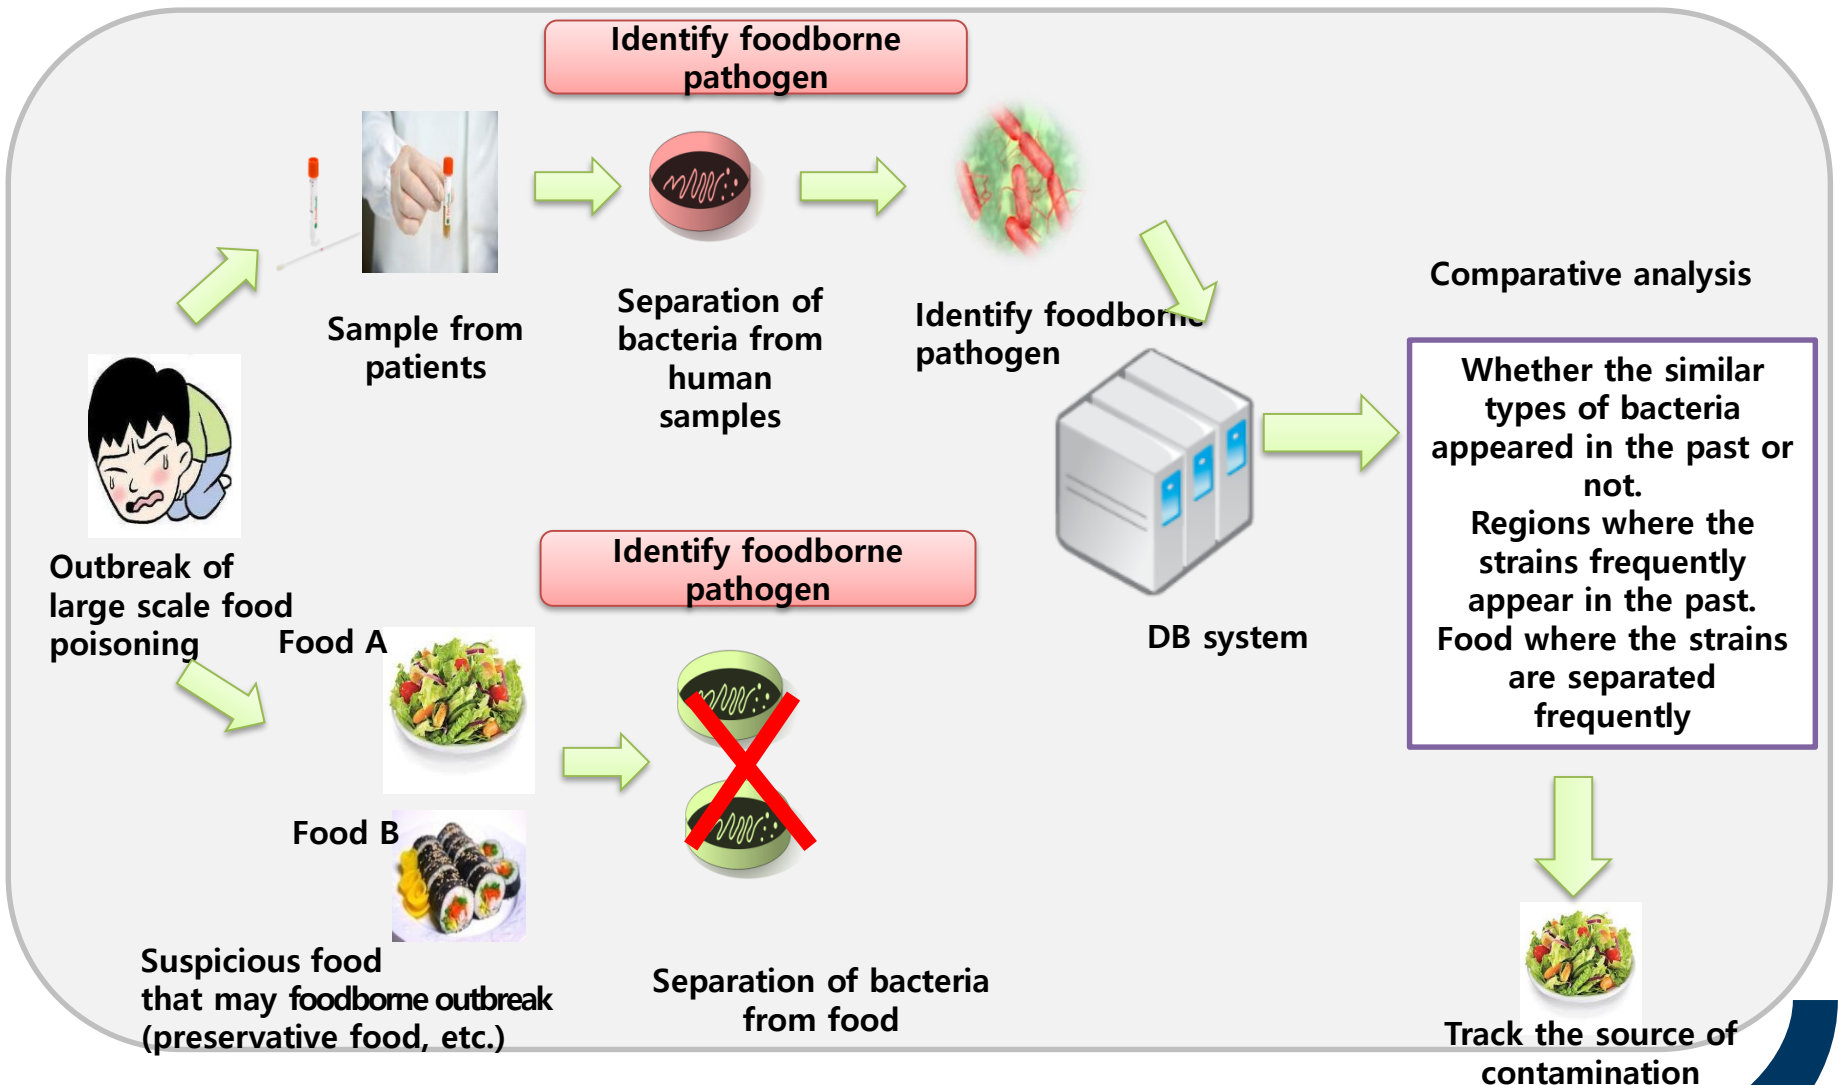 Identify foodborne
pathogen
Sample from
patients
Separation of
bacteria from
human
samples
Identify foodborne
pathogen
Comparative analysis
Whether the similar
types of bacteria
appeared in the past or
not.
Regions where the
strains frequently
appear in the past.
Food where the strains
are separated
frequently
Outbreak of
large scale food
poisoning
Identify foodborne
pathogen
DB system
Food A
Food B
Suspicious food
that may foodborne outbreak
(preservative food, etc.)
Separation of bacteria
from food
Track the source of
contamination